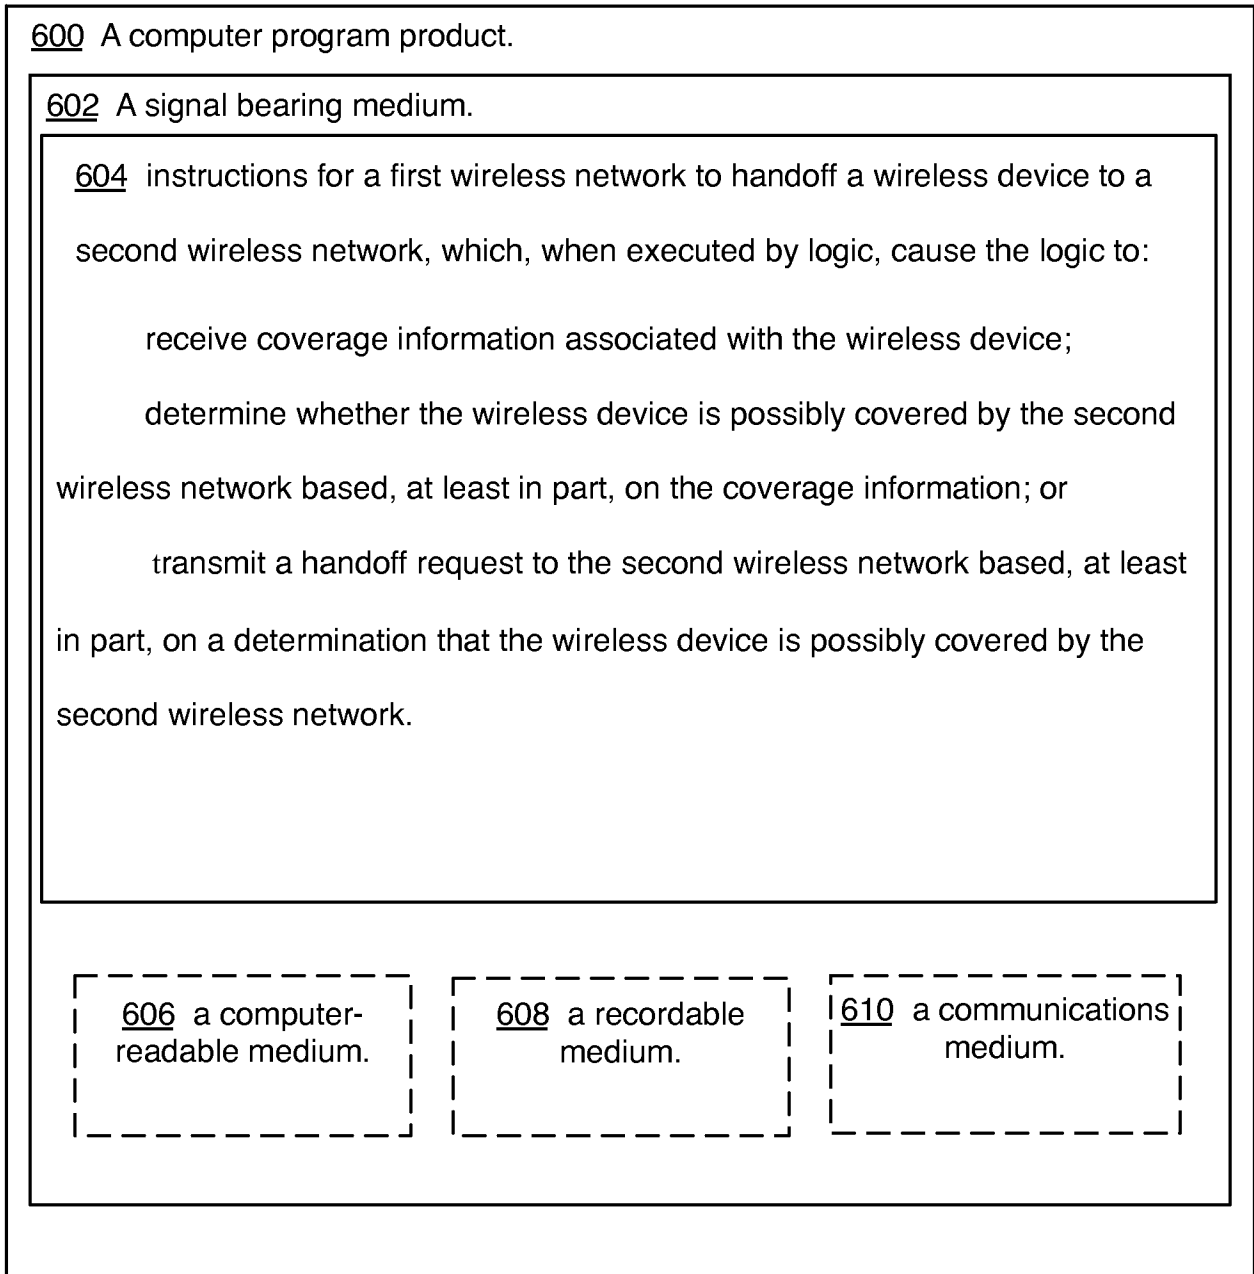 600 A computer program product.
602 A signal bearing medium.
604 instructions for a first wireless network to handoff a wireless device to a
second wireless network, which, when executed by logic, cause the logic to:
receive coverage information associated with the wireless device;
determine whether the wireless device is possibly covered by the second
wireless network based, at least in part, on the coverage information; or
transmit a handoff request to the second wireless network based, at least
in part, on a determination that the wireless device is possibly covered by the
second wireless network.
606 a computer-
readable medium.
608 a recordable
medium.
610 a communications
medium.